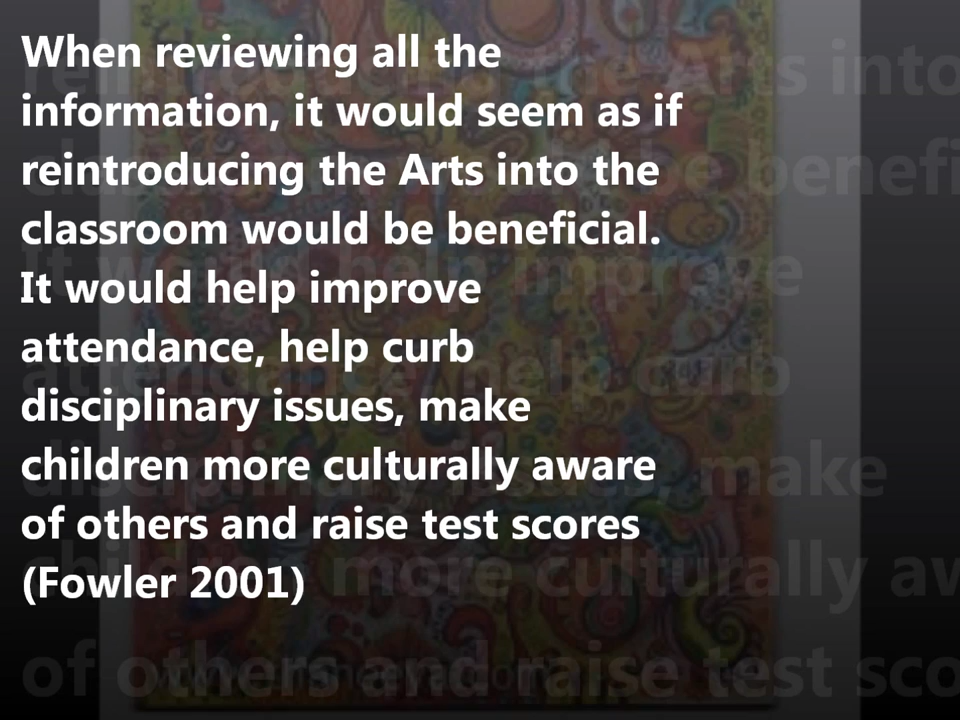 When reviewing all the
information, it would seem as if
reintroducing the Arts into the
classroom would be beneficial.
It would help improve
attendance, help curb
disciplinary issues, make
children more culturally aware
of others and raise test scores
(Fowler 2001)